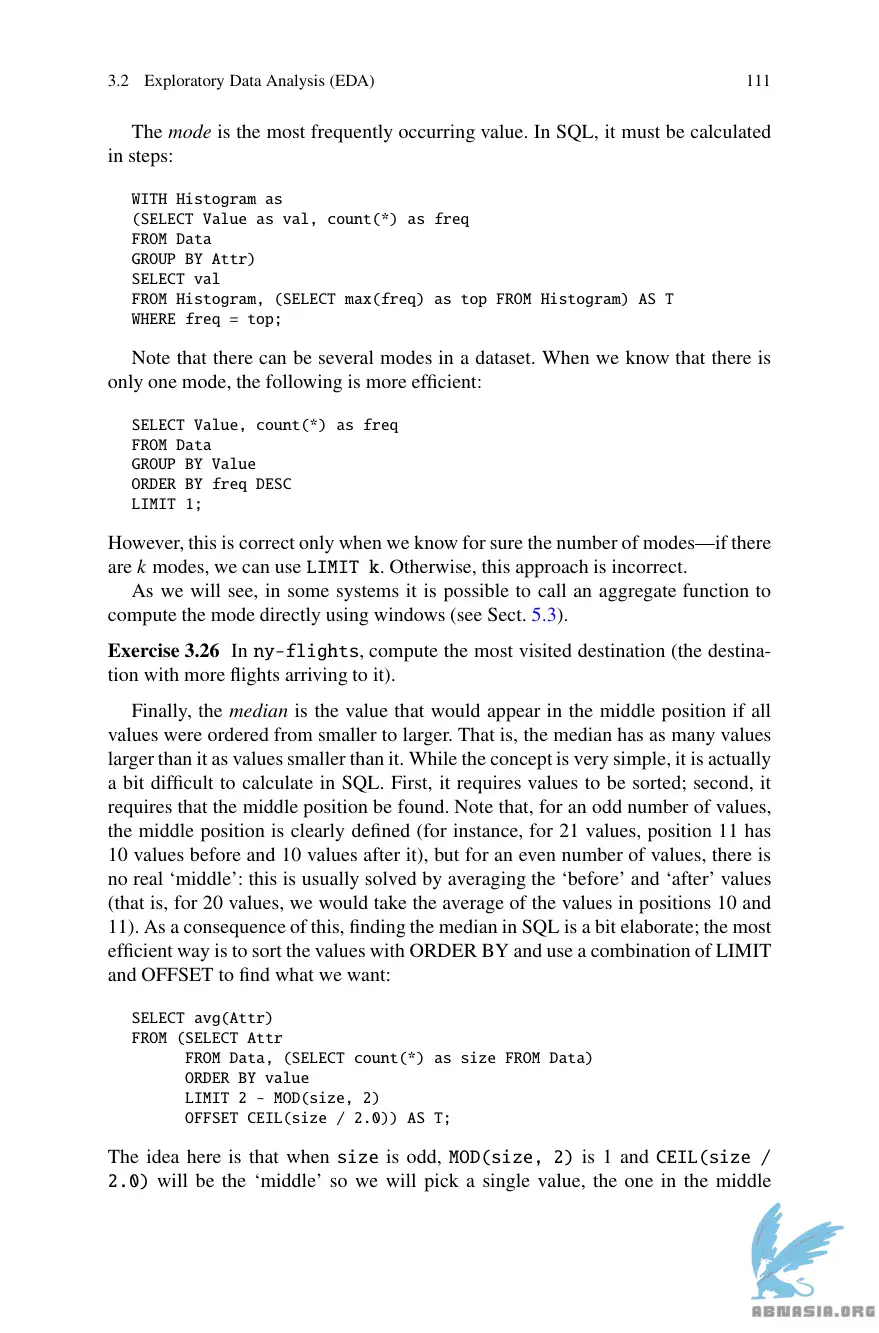 3.2 Exploratory Data Analysis (EDA) 111
The mode is the most frequently occurring value. In SQL, it must be calculated
in steps:
WITH Histogram as
(SELECT Value as val, count(*) as freq
FROM Data
GROUP BY Attr)
SELECT val
FROM Histogram, (SELECT max(freq) as top FROM Histogram) AS T
WHERE freq = top;
Note that there can be several modes in a dataset. When we know that there is
only one mode, the following is more efficient:
SELECT Value, count(*) as freq
FROM Data
GROUP BY Value
ORDER BY freq DESC
LIMIT 1;
However, this is correct only when we know for sure the number of modes—if there
are k modes, we can use LIMIT k. Otherwise, this approach is incorrect.
As we will see, in some systems it is possible to call an aggregate function to
compute the mode directly using windows (see Sect. 5.3).
Exercise 3.26 In ny-flights, compute the most visited destination (the destina-
tion with more flights arriving to it).
Finally, the median is the value that would appear in the middle position if all
values were ordered from smaller to larger. That is, the median has as many values
larger than it as values smaller than it. While the concept is very simple, it is actually
a bit difficult to calculate in SQL. First, it requires values to be sorted; second, it
requires that the middle position be found. Note that, for an odd number of values,
the middle position is clearly defined (for instance, for 21 values, position 11 has
10 values before and 10 values after it), but for an even number of values, there is
no real ‘middle’: this is usually solved by averaging the ‘before’ and ‘after’ values
(that is, for 20 values, we would take the average of the values in positions 10 and
11). As a consequence of this, finding the median in SQL is a bit elaborate; the most
efficient way is to sort the values with ORDER BY and use a combination of LIMIT
and OFFSET to find what we want:
SELECT avg(Attr)
FROM (SELECT Attr
FROM Data, (SELECT count(*) as size FROM Data)
ORDER BY value
LIMIT 2 - MOD(size, 2)
OFFSET CEIL(size / 2.0)) AS T;
The idea here is that when size is odd, MOD(size, 2) is 1 and CEIL(size /
2.0) will be the ‘middle’ so we will pick a single value, the one in the middle
ABNASIA.ORG